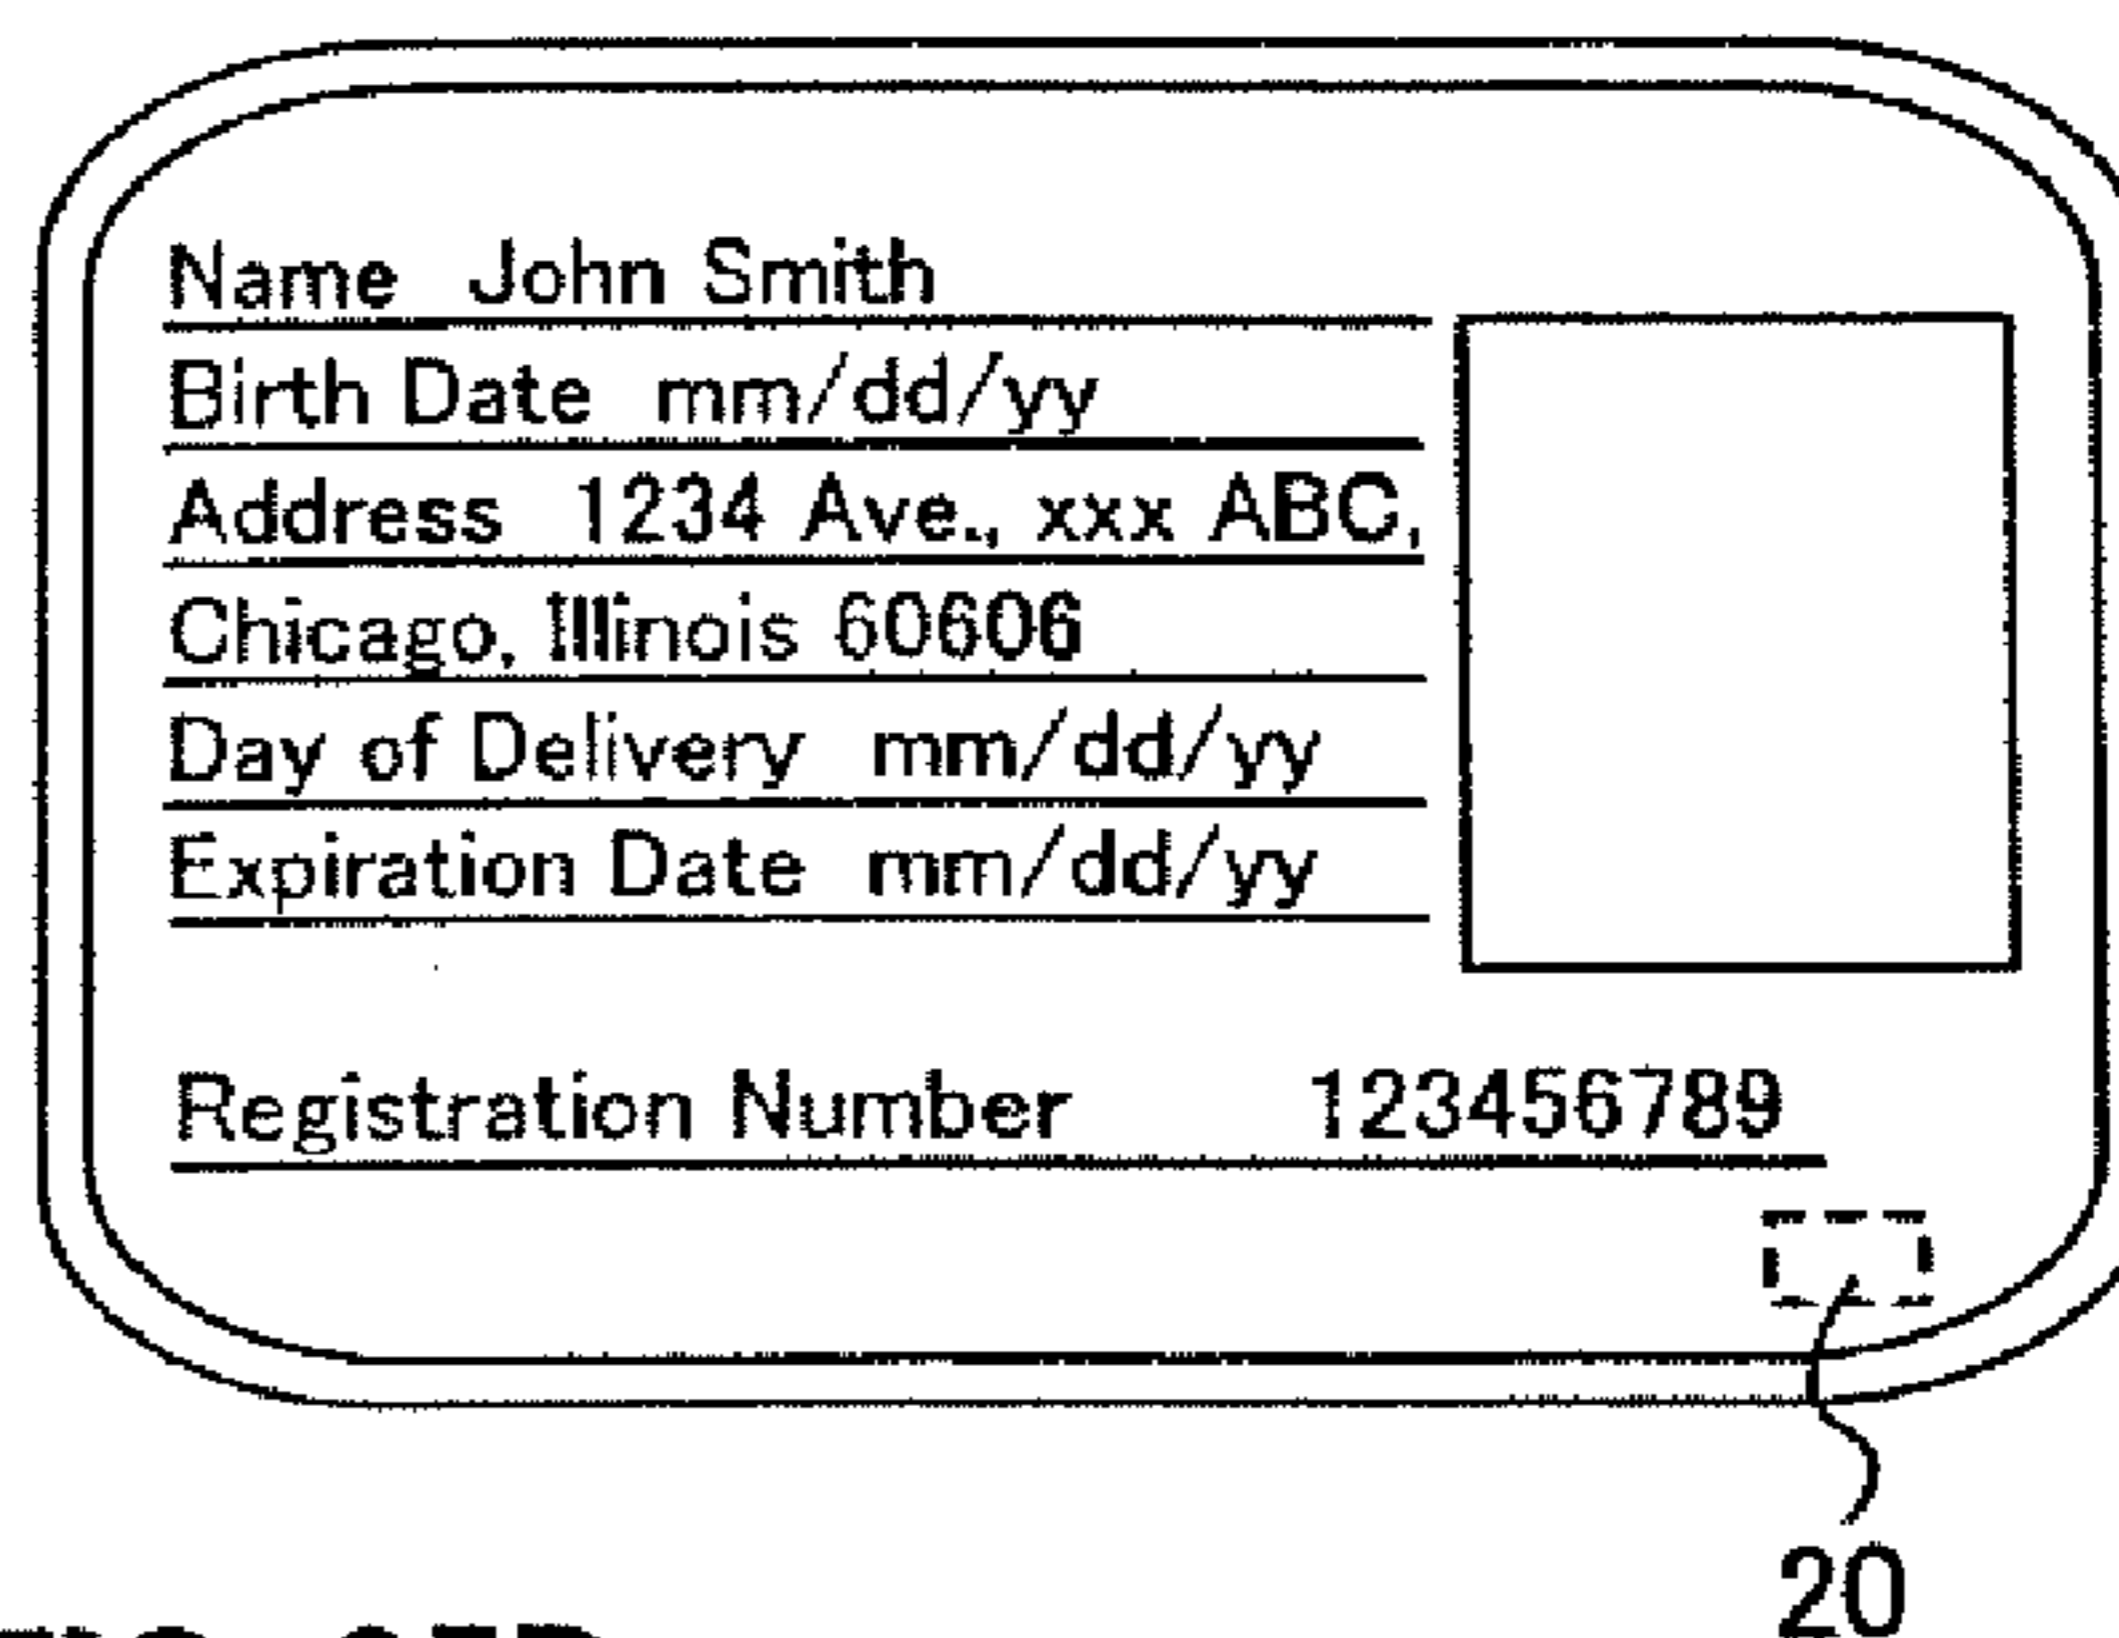 Name John Smith
Birth Date mm/dd/yy
Address 1234 Ave., xxx ABC,
Chicago, Illinois 60606
Day of Delivery mm/dd/yy
Expiration Date mm/dd/yy
Registration Number 123456789
20